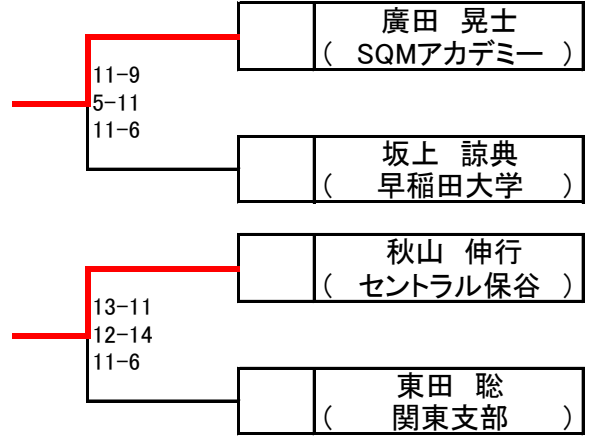 廣田 晃士
( SQMアカデミー )
11-9
5-11
11-6
坂上 諒典
( 早稲田大学 )
秋山 伸行
( セントラル保谷 )
13-11
12-14
11-6
東田 聡
( 関東支部 )